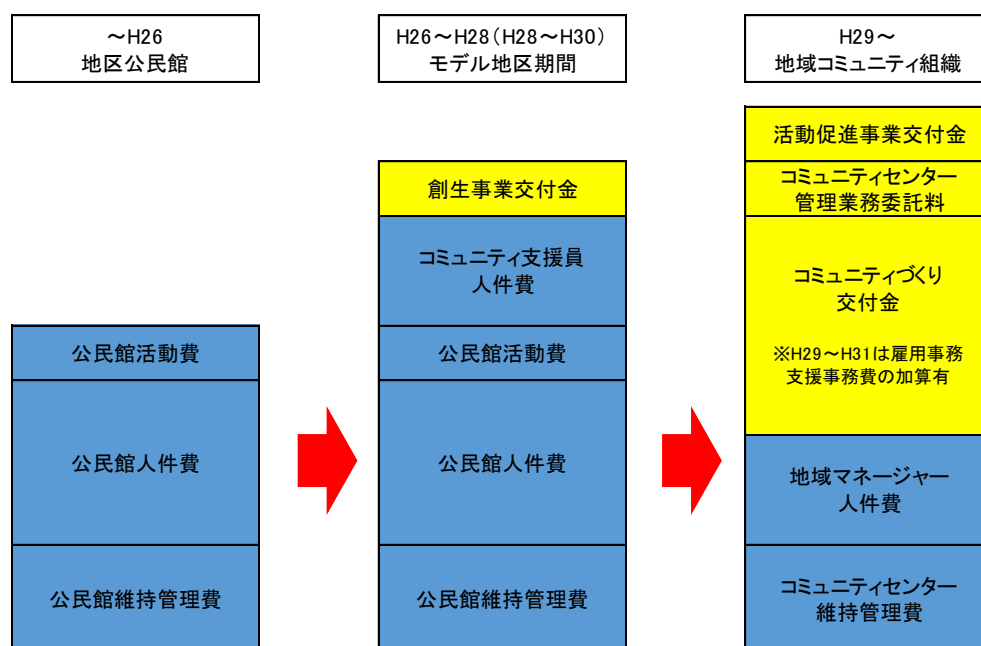 ～H26
地区公民館
公民館活動費
公民館人件費
公民館維持管理費
H26～H28（H28～H30）
モデル地区期間
創生事業交付金
コミュニティ支援員
人件費
公民館活動費
公民館人件費
公民館維持管理費
H29～
地域コミュニティ組織
活動促進事業交付金
コミュニティセンター
管理業務委託料
コミュニティづくり
交付金
※H29～H31は雇用事務
支援事務費の加算有
地域マネージャー
人件費
コミュニティセンター
維持管理費